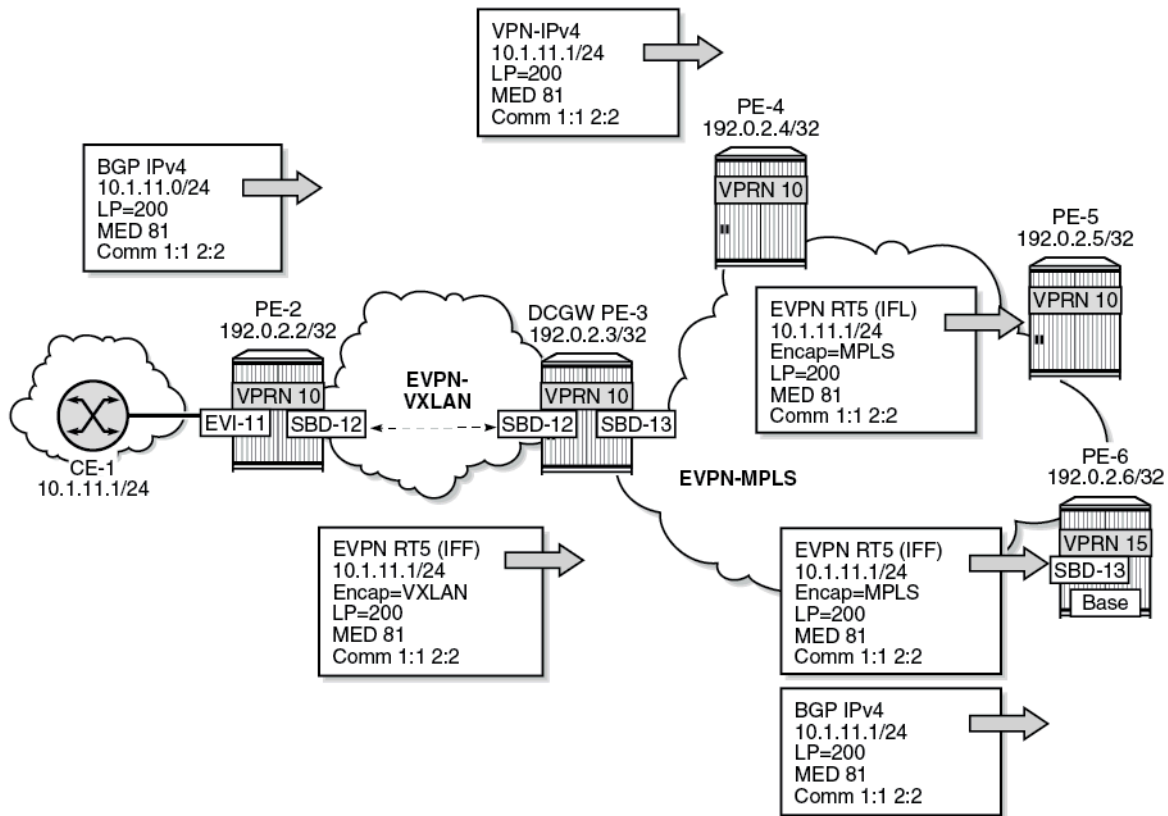 VPN-IPv4
10.1.11.1/24
LP=200
MED 81
Comm 1:1 2:2
PE-4
192.0.2.4/32
VPRN 10
BGP IPv4
10.1.11.0/24
LP=200
MED 81
Comm 1:1 2:2
PE-5
192.0.2.5/32
VPRN 10
PE-2
192.0.2.2/32
VPRN 10
EVI-11
SBD-12
DCGW PE-3
192.0.2.3/32
VPRN 10
SBD-12
SBD-13
EVPN RT5 (IFL)
10.1.11.1/24
Encap=MPLS
LP=200
MED 81
Comm 1:1 2:2
EVPN-
VXLAN
CE-1
10.1.11.1/24
EVPN-MPLS
PE-6
192.0.2.6/32
VPRN 15
SBD-13
Base
EVPN RT5 (IFF)
10.1.11.1/24
Encap=VXLAN
LP=200
MED 81
Comm 1:1 2:2
EVPN RT5 (IFF)
10.1.11.1/24
Encap=MPLS
LP=200
MED 81
Comm 1:1 2:2
BGP IPv4
10.1.11.1/24
LP=200
MED 81
Comm 1:1 2:2